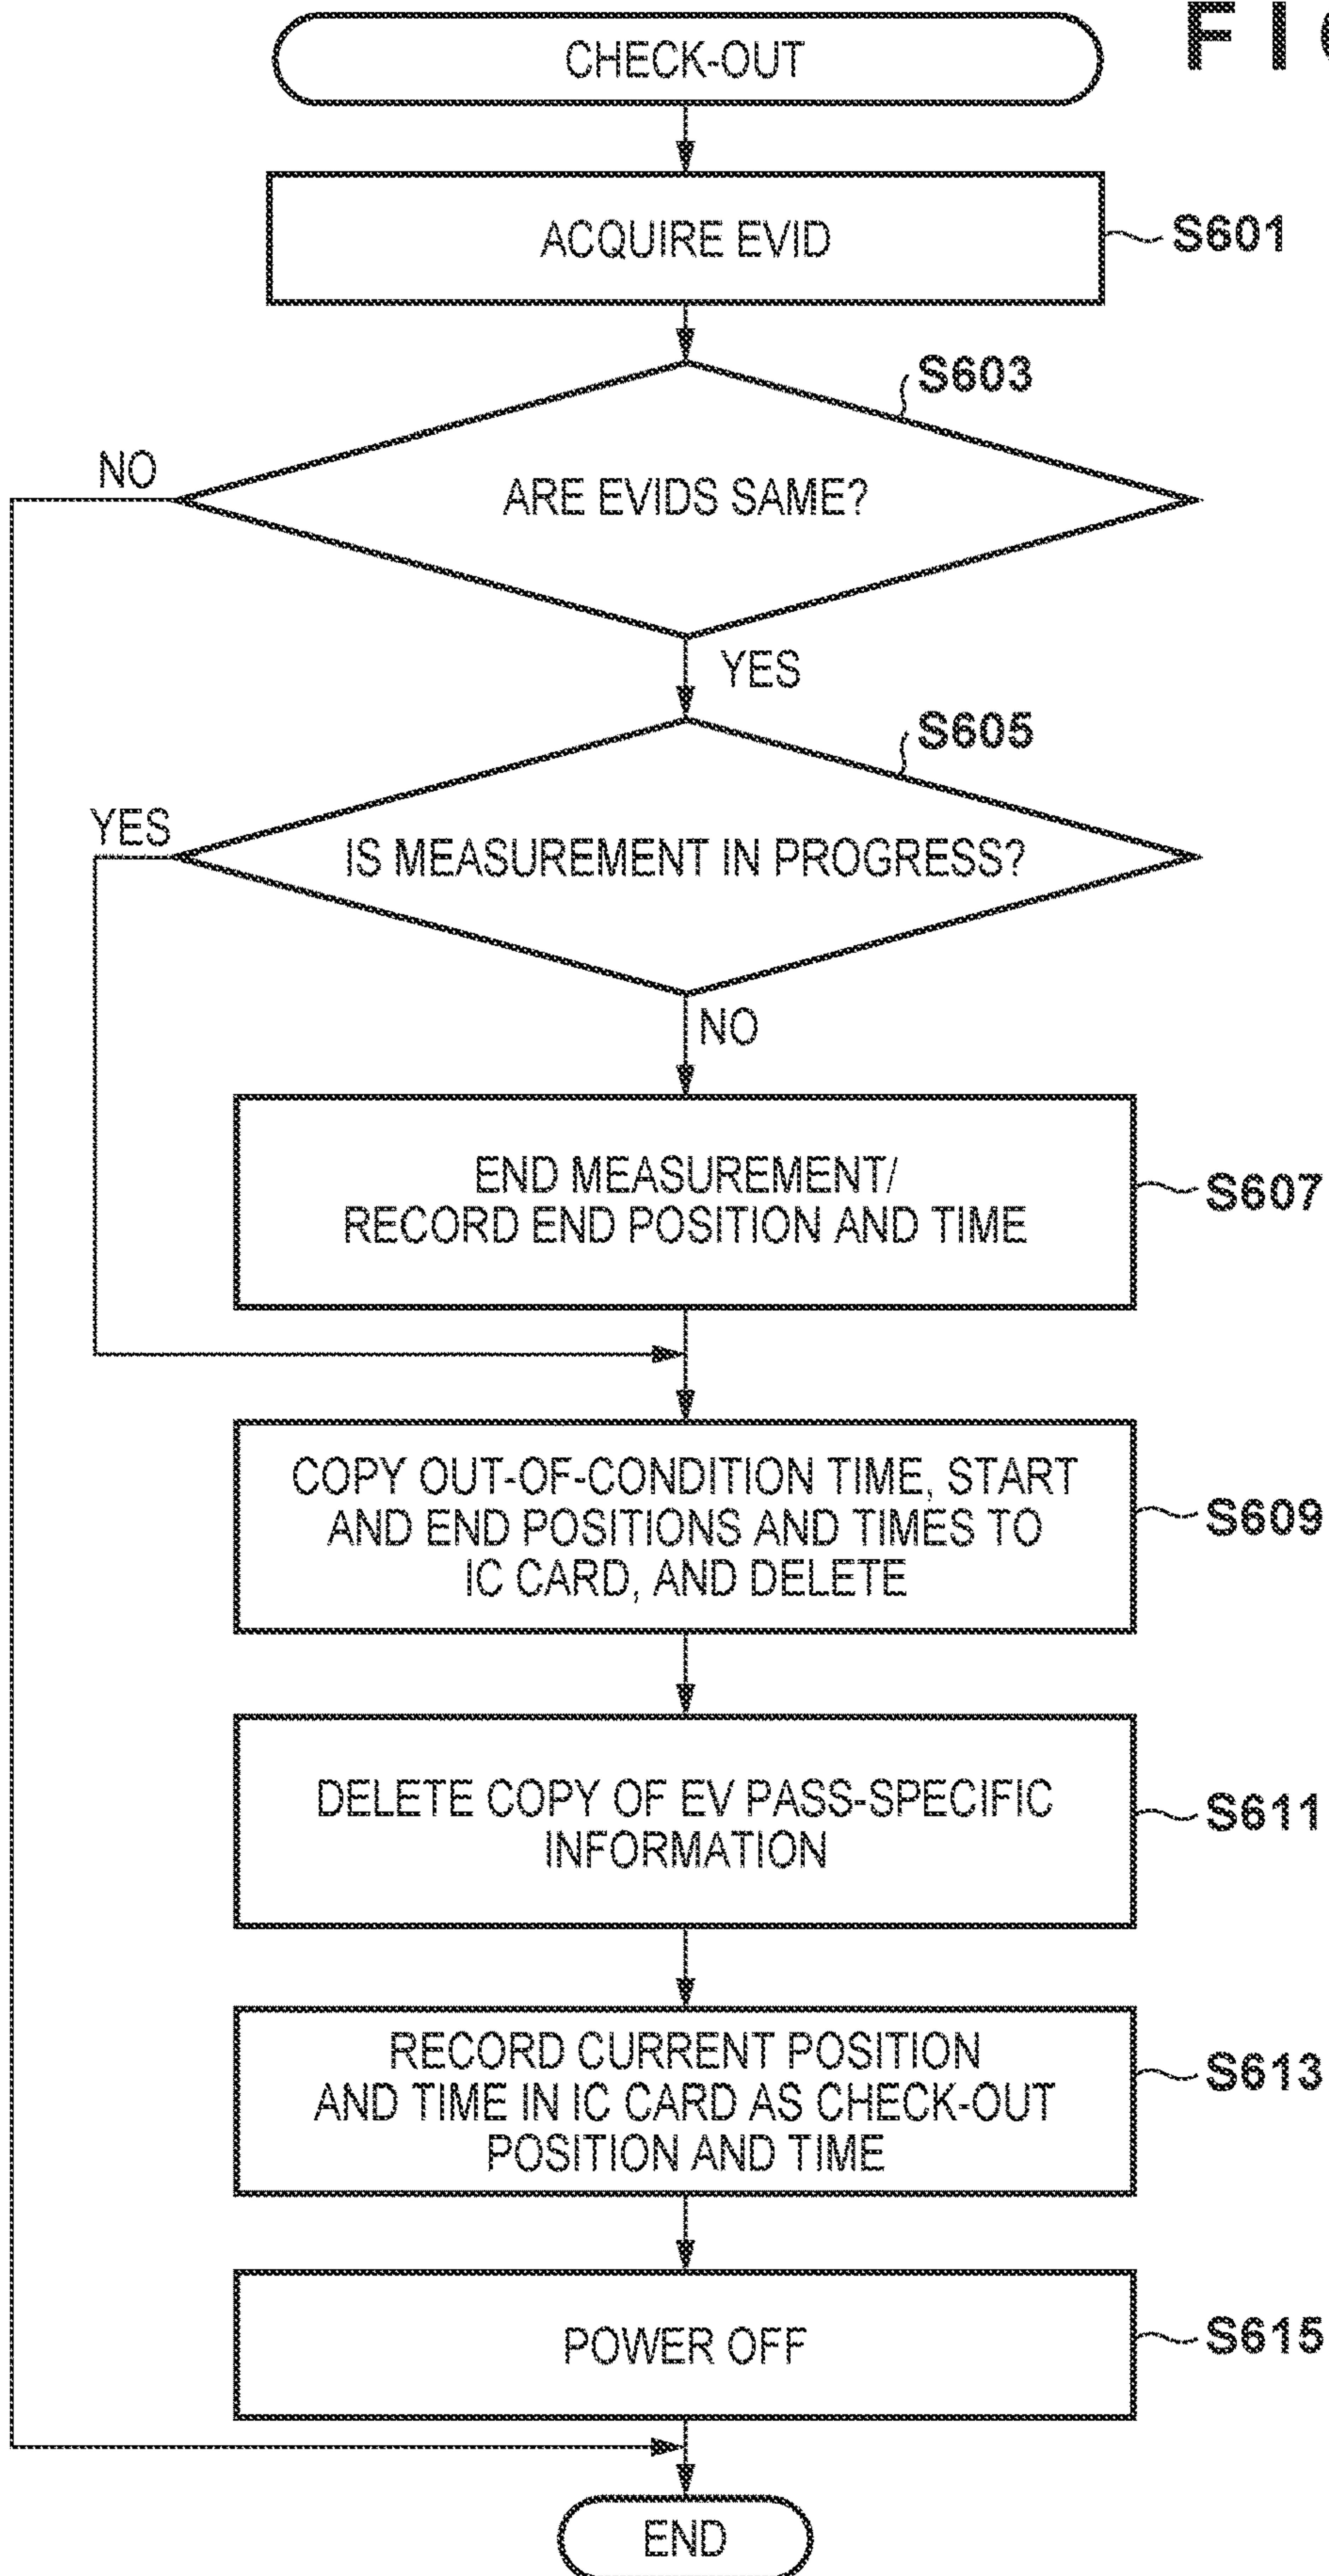 FI
CHECK-OUT
ACQUIRE EVID
S601
S603
NO
ARE EVIDS SAME?
YES
S605
YES
IS MEASUREMENT IN PROGRESS?
NO
END MEASUREMENT/
RECORD END POSITION AND TIME
S607
COPY OUT-OF-CONDITION TIME, START
AND END POSITIONS AND TIMES TO
IC CARD, AND DELETE
S609
DELETE COPY OF EV PASS-SPECIFIC
INFORMATION
S611
RECORD CURRENT POSITION
AND TIME IN IC CARD AS CHECK-OUT
POSITION AND TIME
S613
POWER OFF
S615
END